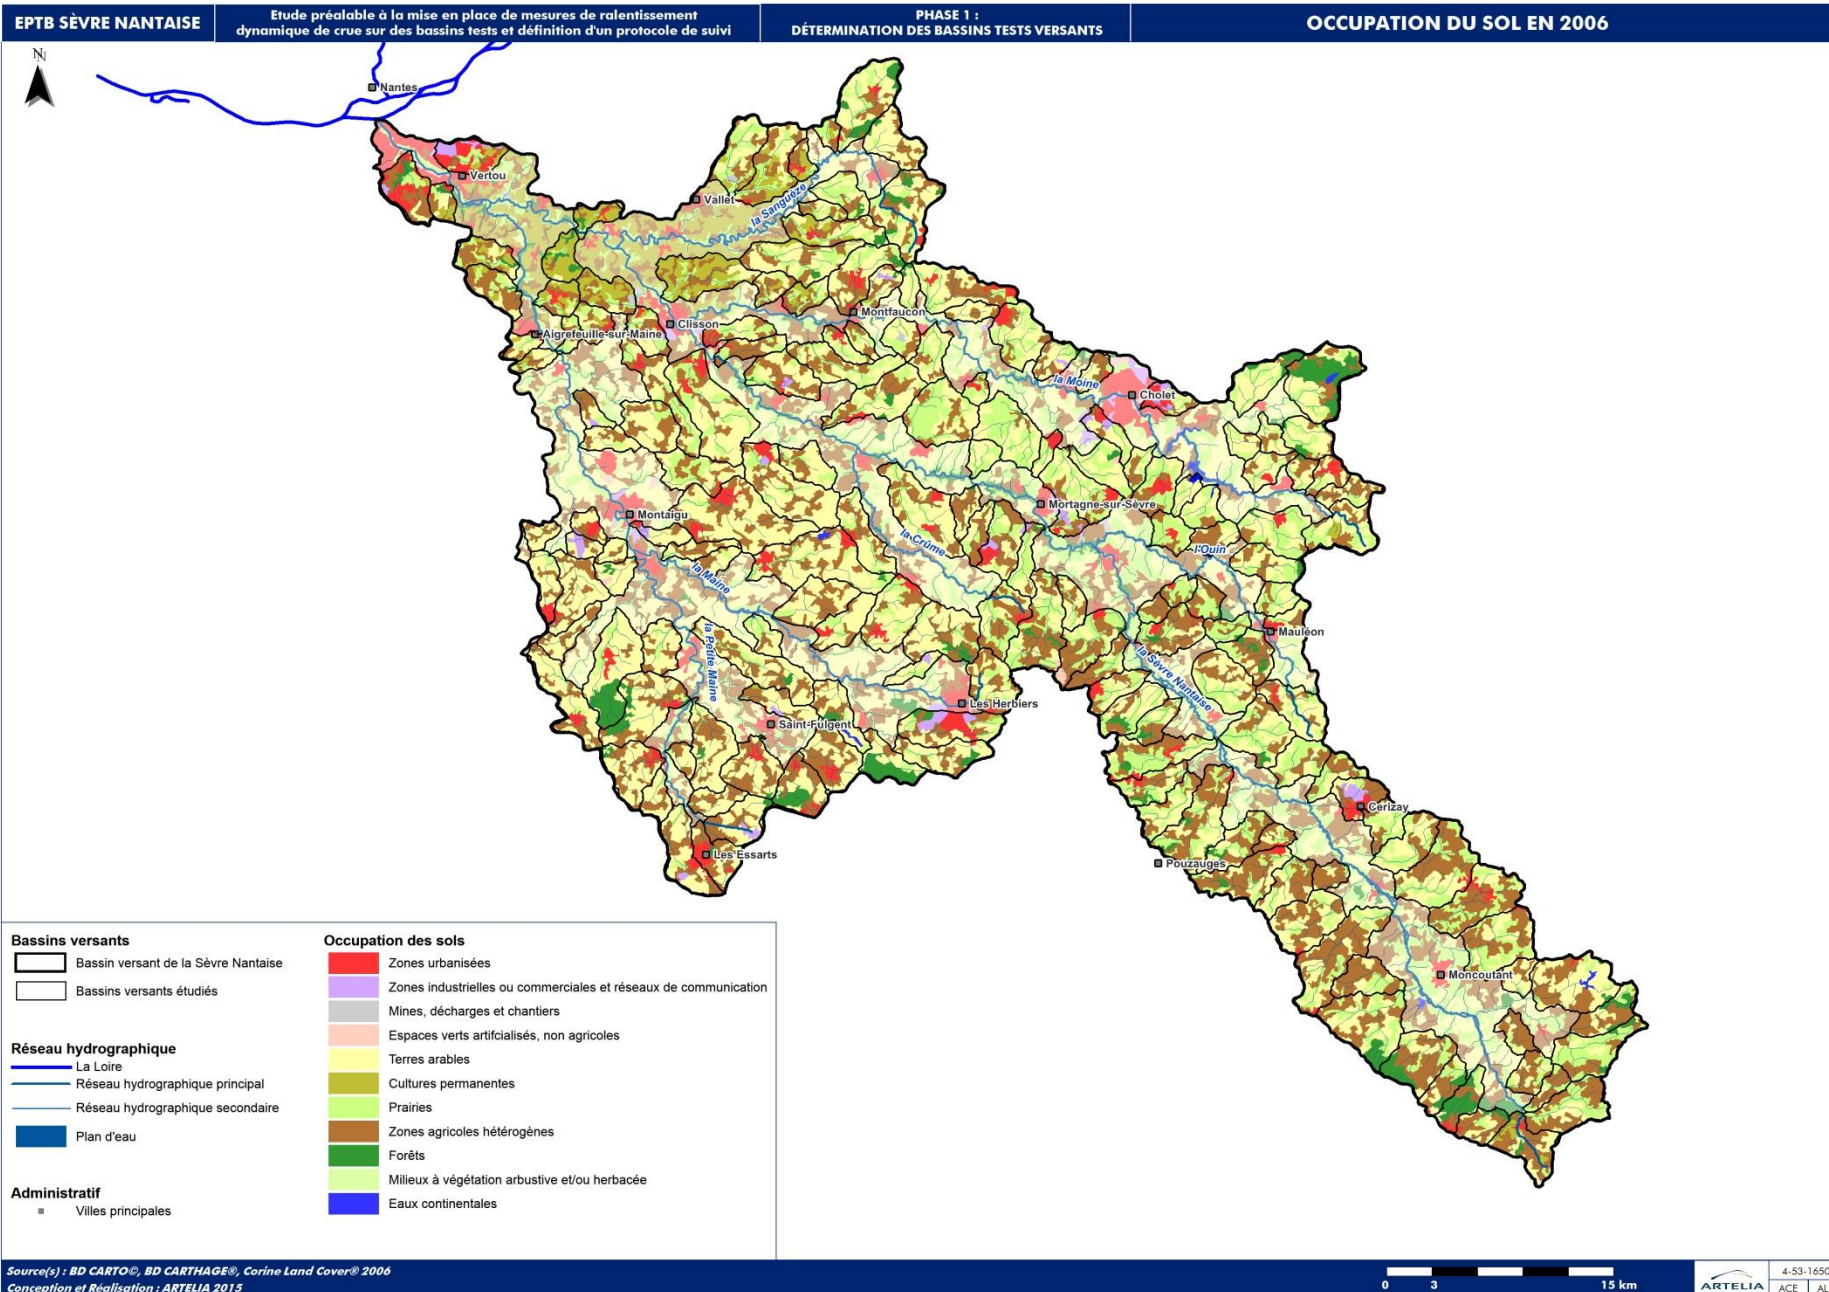 EPTB SÈVRE NANTAISE
Etude préalable à la mise en place de mesures de ralentissement
dynamique de crue sur des bassins tests et définition d'un protocole de suivi
PHASE 1 :
DÉTERMINATION DES BASSINS TESTS VERSANTS
OCCUPATION DU SOL EN 2006
N
Nantes
Vertou
Vallet
la Sanguèze
Clisson
Montfaucon
Aigrefeuille-sur-Maine
la Moine
Cholet
Mortagne-sur-Sèvre
Montaigu
la Crûme
l'Ouin
la Maine
la Petite Maine
Mauléon
la Sèvre Nantaise
Les Herbiers
Saint-Fulgent
Cerizay
Les Essarts
Pouzauges
Moncoutant
Bassins versants
Bassin versant de la Sèvre Nantaise
Bassins versants étudiés
Réseau hydrographique
La Loire
Réseau hydrographique principal
Réseau hydrographique secondaire
Plan d'eau
Administratif
Villes principales
Occupation des sols
Zones urbanisées
Zones industrielles ou commerciales et réseaux de communication
Mines, décharges et chantiers
Espaces verts artifcialisés, non agricoles
Terres arables
Cultures permanentes
Prairies
Zones agricoles hétérogènes
Forêts
Milieux à végétation arbustive et/ou herbacée
Eaux continentales
Source(s) : BD CARTO©, BD CARTHAGE®, Corine Land Cover® 2006
Conception et Réalisation : ARTELIA 2015
0 3 15 km
ARTELIA
4-53-1650
ACE AL